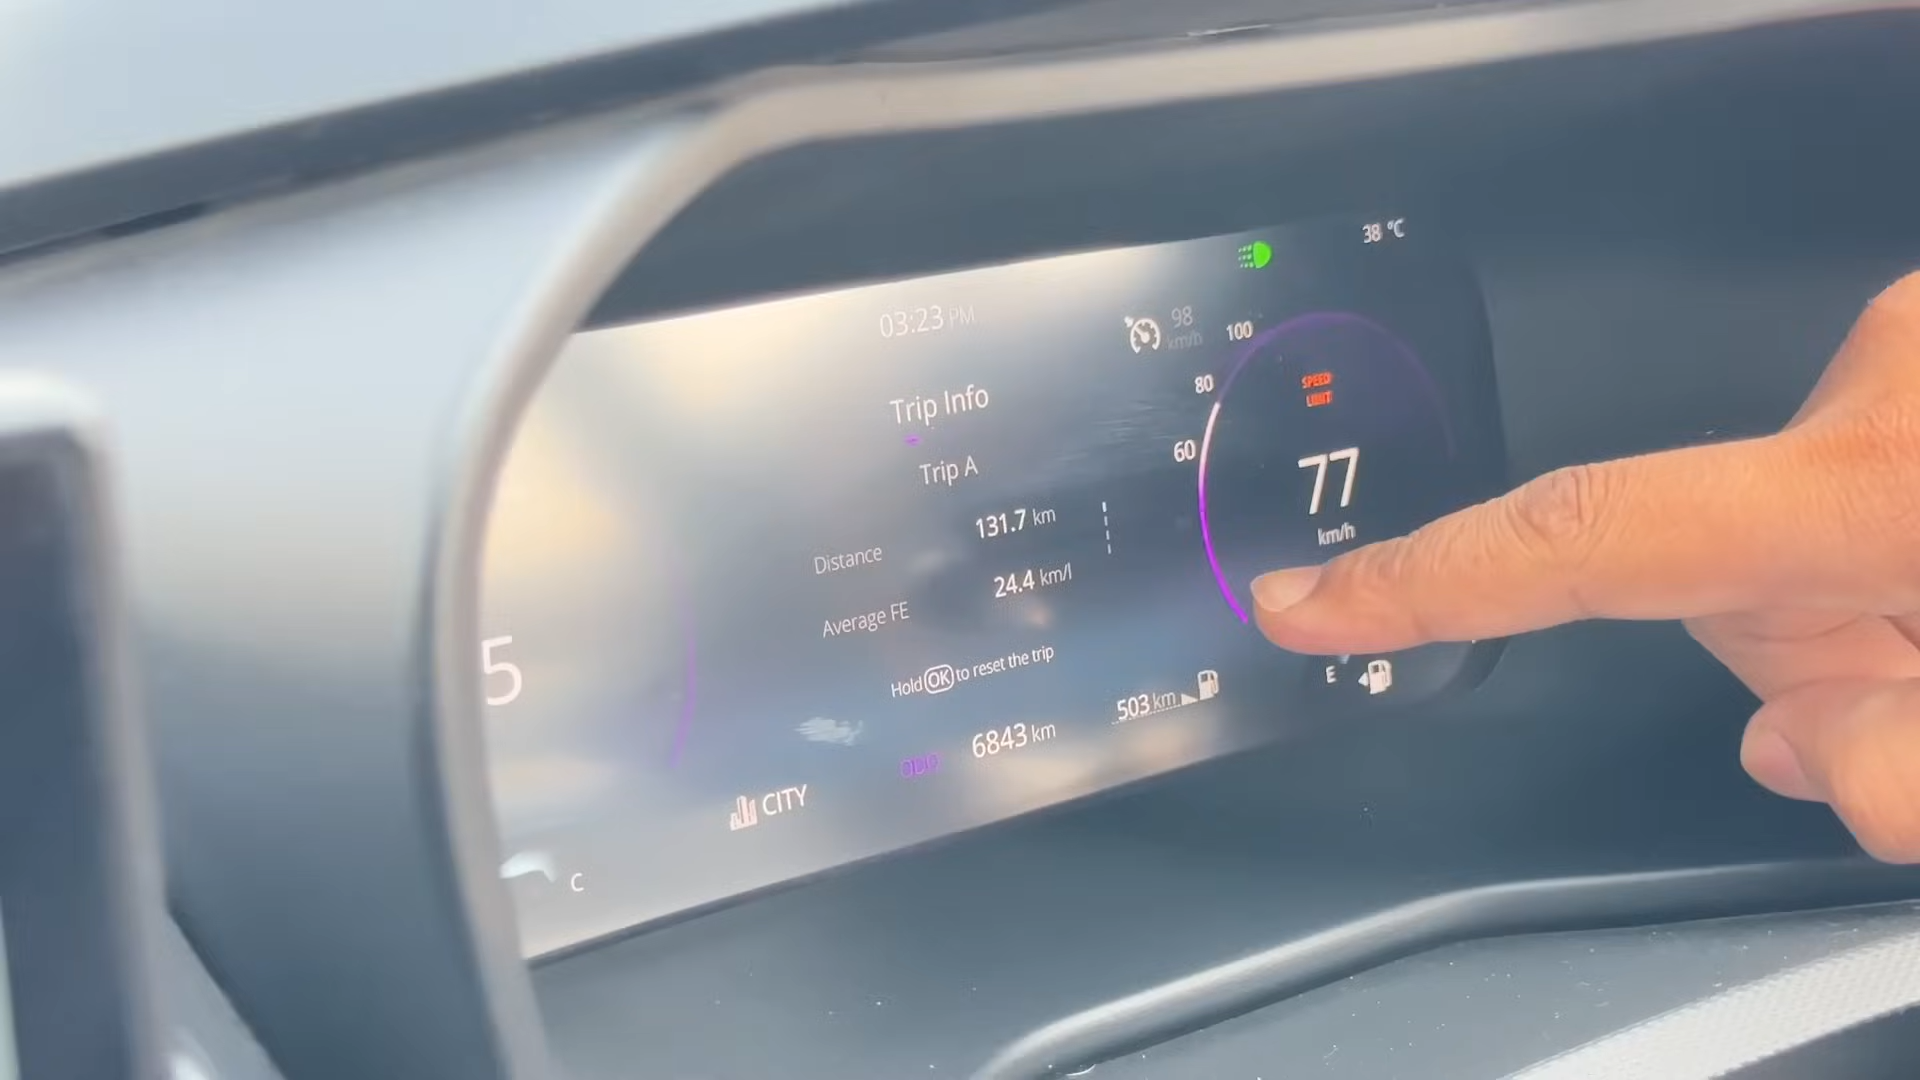 38 °C
03:23 PM
98
km/h
100
80
60
SPEED
LIMIT
77
km/h
Trip Info
Trip A
Distance 131.7 km
Average FE 24.4 km/l
Hold OK to reset the trip
5
ODO 6843 km
503 km
E
CITY
C